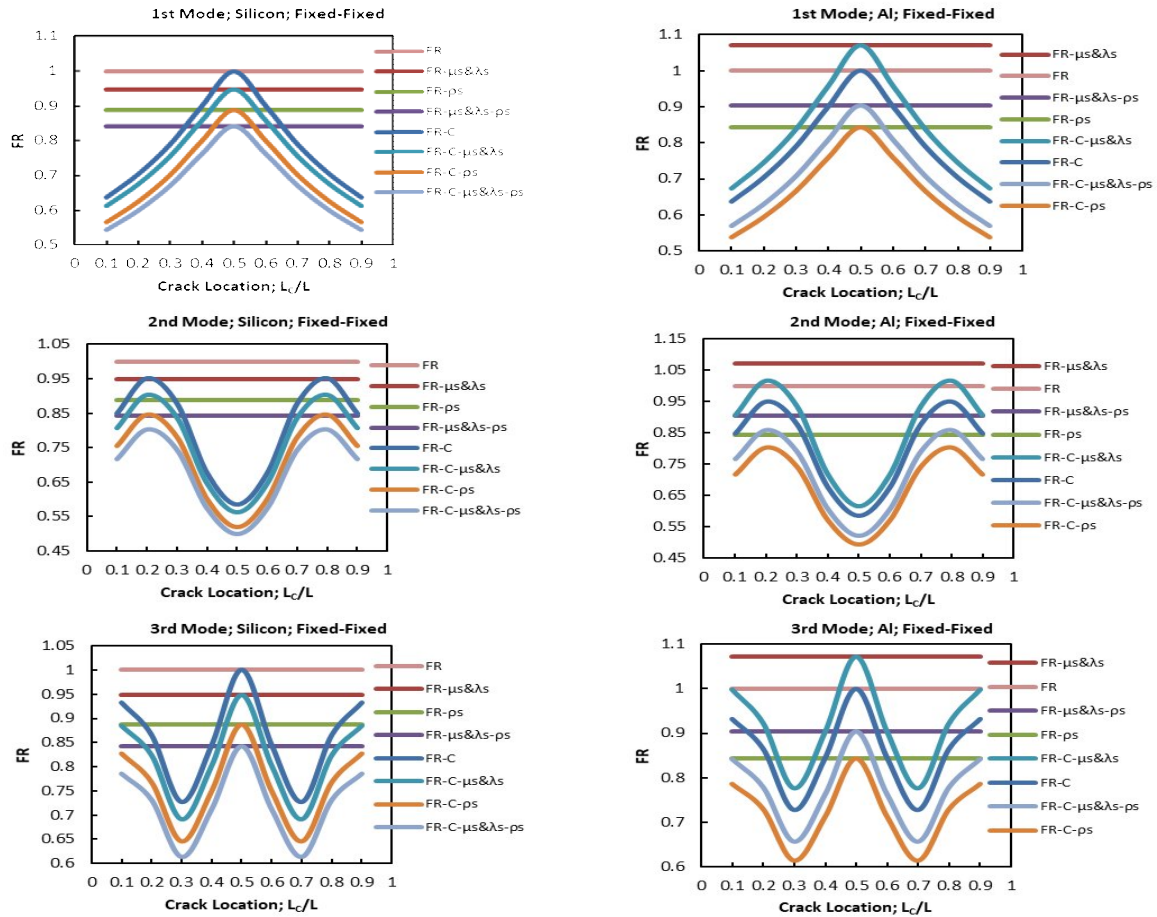 1st Mode; Silicon; Fixed-Fixed
1.1
1
0.9
0.8
0.7
0.6
0.5
FR
0 0.1 0.2 0.3 0.4 0.5 0.6 0.7 0.8 0.9 1
Crack Location; LC/L
FR
FR-μs&λs
FR-ρs
FR-μs&λs-ρs
FR-C
FR-C-μs&λs
FR-C-ρs
FR-C-μs&λs-ρs
1st Mode; Al; Fixed-Fixed
1.1
1
0.9
0.8
0.7
0.6
0.5
FR
0 0.1 0.2 0.3 0.4 0.5 0.6 0.7 0.8 0.9 1
Crack Location; LC/L
FR-μs&λs
FR
FR-μs&λs-ρs
FR-ρs
FR-C-μs&λs
FR-C
FR-C-μs&λs-ρs
FR-C-ρs
2nd Mode; Silicon; Fixed-Fixed
1.05
0.95
0.85
0.75
0.65
0.55
0.45
FR
0 0.1 0.2 0.3 0.4 0.5 0.6 0.7 0.8 0.9 1
Crack Location; LC/L
FR
FR-μs&λs
FR-ρs
FR-μs&λs-ρs
FR-C
FR-C-μs&λs
FR-C-ρs
FR-C-μs&λs-ρs
2nd Mode; Al; Fixed-Fixed
1.15
1.05
0.95
0.85
0.75
0.65
0.55
0.45
FR
0 0.1 0.2 0.3 0.4 0.5 0.6 0.7 0.8 0.9 1
Crack Location; LC/L
FR-μs&λs
FR
FR-μs&λs-ρs
FR-ρs
FR-C-μs&λs
FR-C
FR-C-μs&λs-ρs
FR-C-ρs
3rd Mode; Silicon; Fixed-Fixed
1.05
1
0.95
0.9
0.85
0.8
0.75
0.7
0.65
0.6
FR
0 0.1 0.2 0.3 0.4 0.5 0.6 0.7 0.8 0.9 1
Crack Location; LC/L
FR
FR-μs&λs
FR-ρs
FR-μs&λs-ρs
FR-C
FR-C-μs&λs
FR-C-ρs
FR-C-μs&λs-ρs
3rd Mode; Al; Fixed-Fixed
1.1
1
0.9
0.8
0.7
0.6
FR
0 0.1 0.2 0.3 0.4 0.5 0.6 0.7 0.8 0.9 1
Crack Location; LC/L
FR-μs&λs
FR
FR-μs&λs-ρs
FR-ρs
FR-C-μs&λs
FR-C
FR-C-μs&λs-ρs
FR-C-ρs